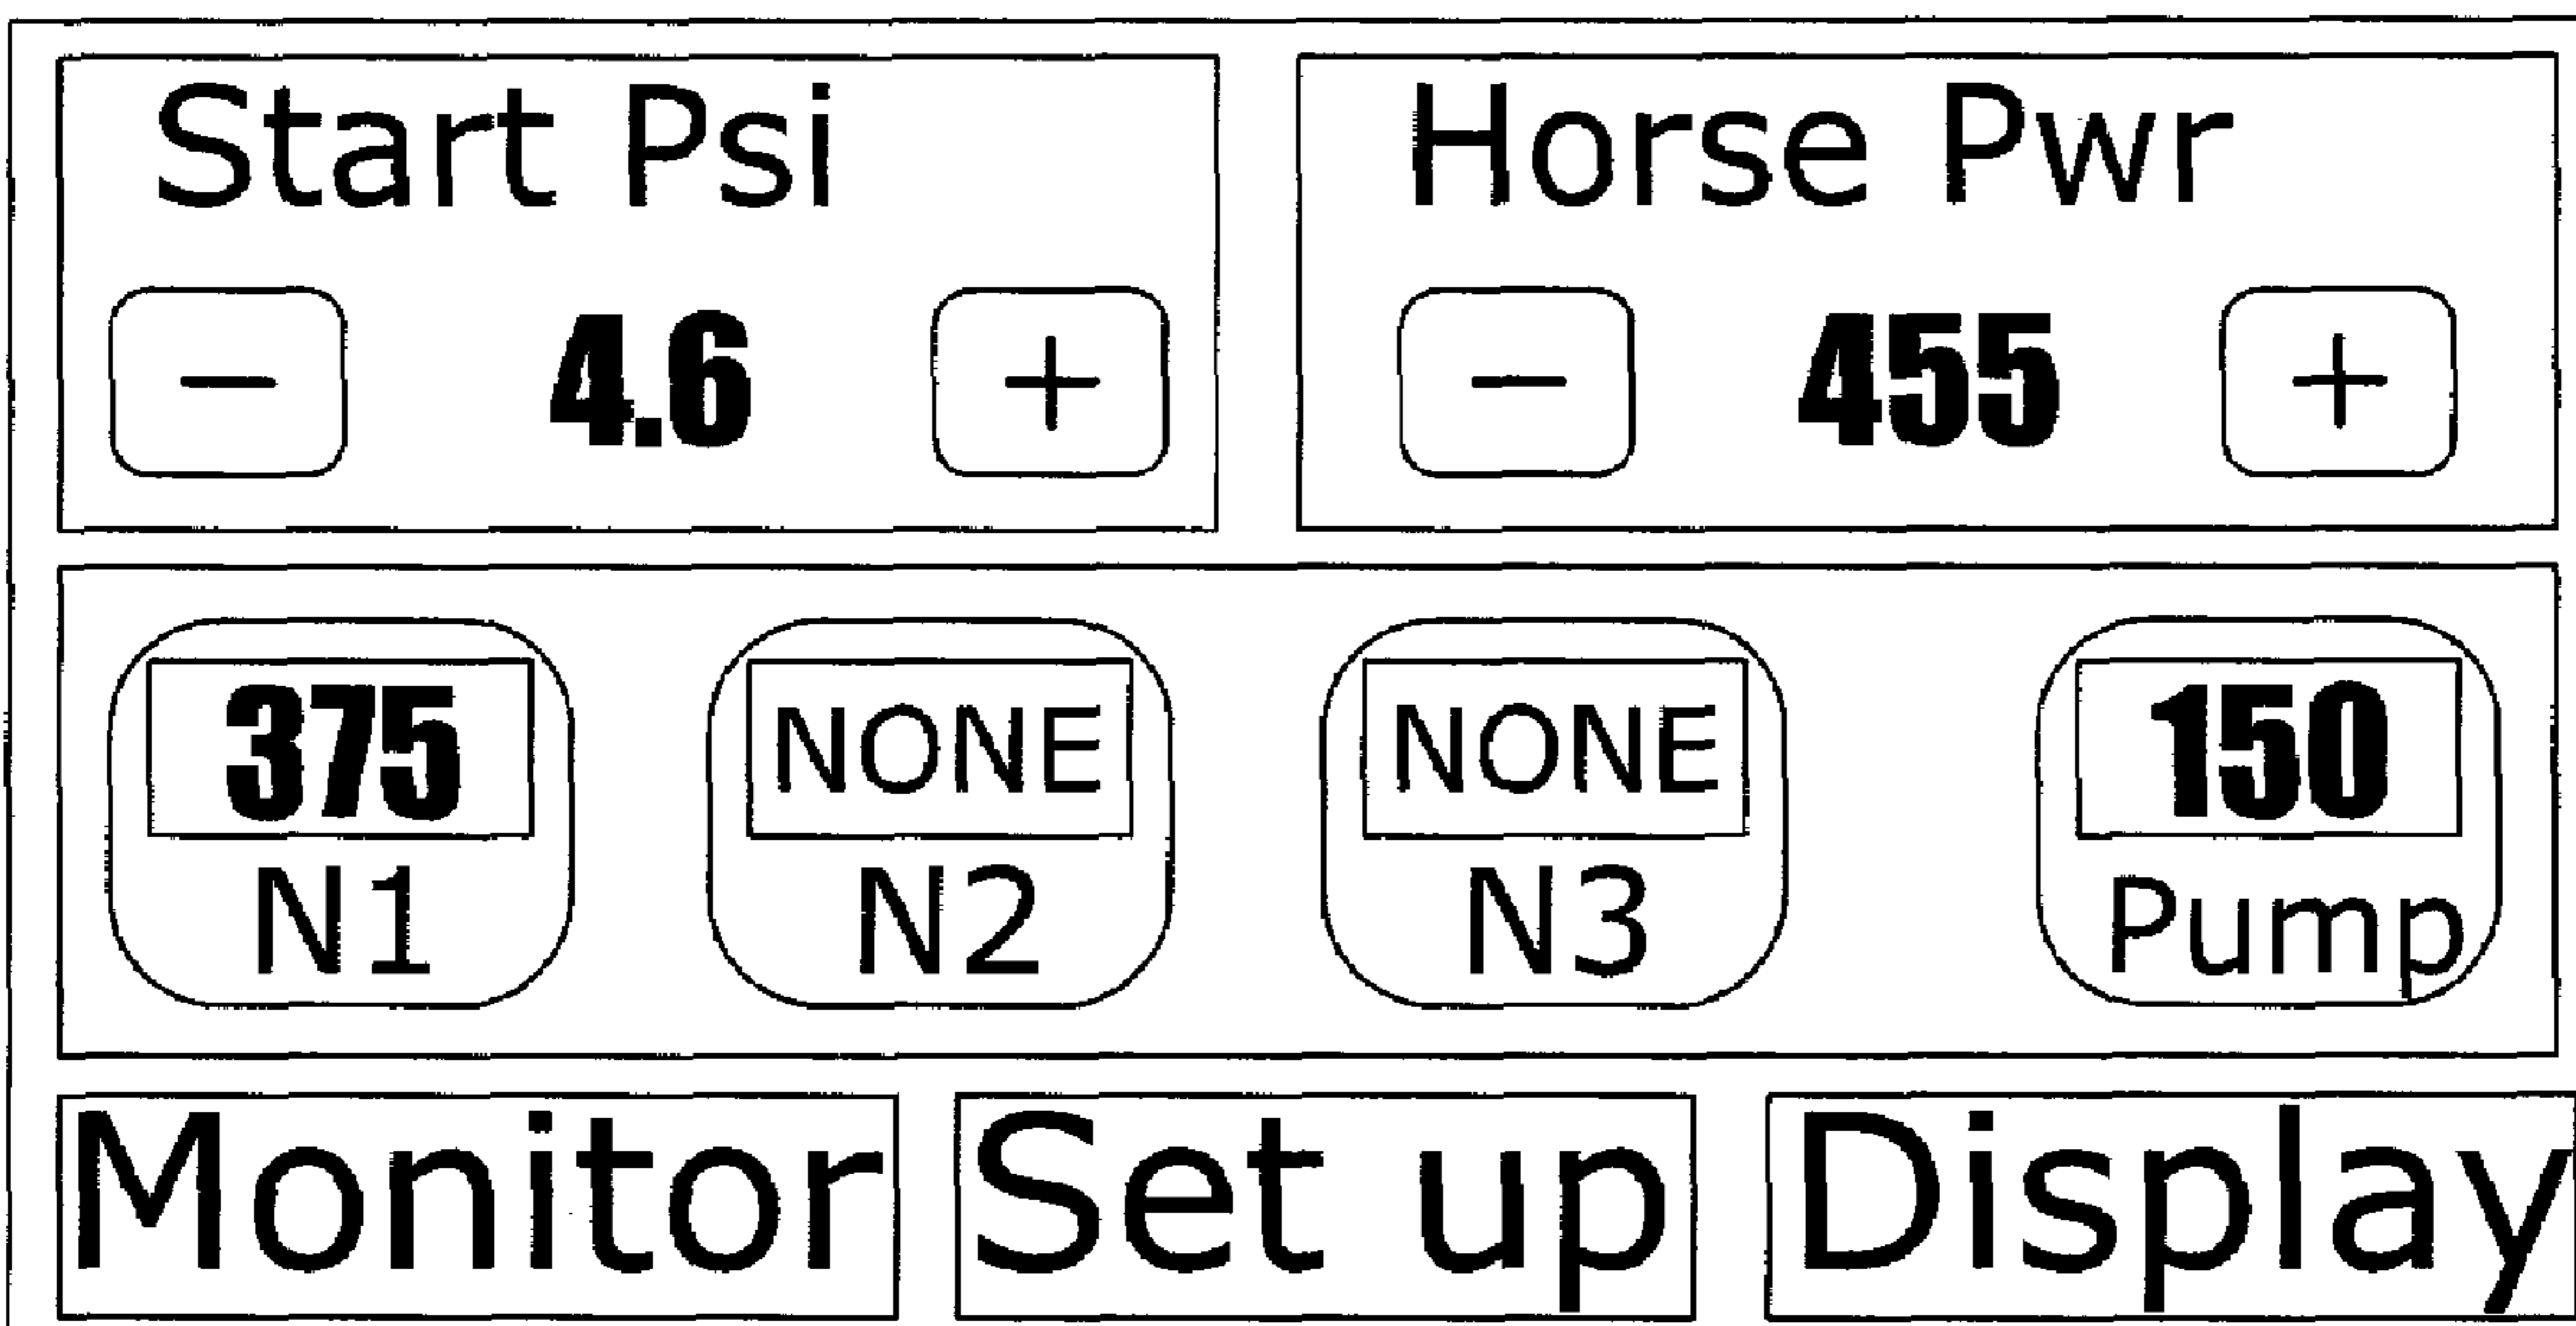 Start Psi
Horse Pwr
− 4.6 +
− 455 +
375 NONE NONE 150
N1 N2 N3 Pump
Monitor Set up Display